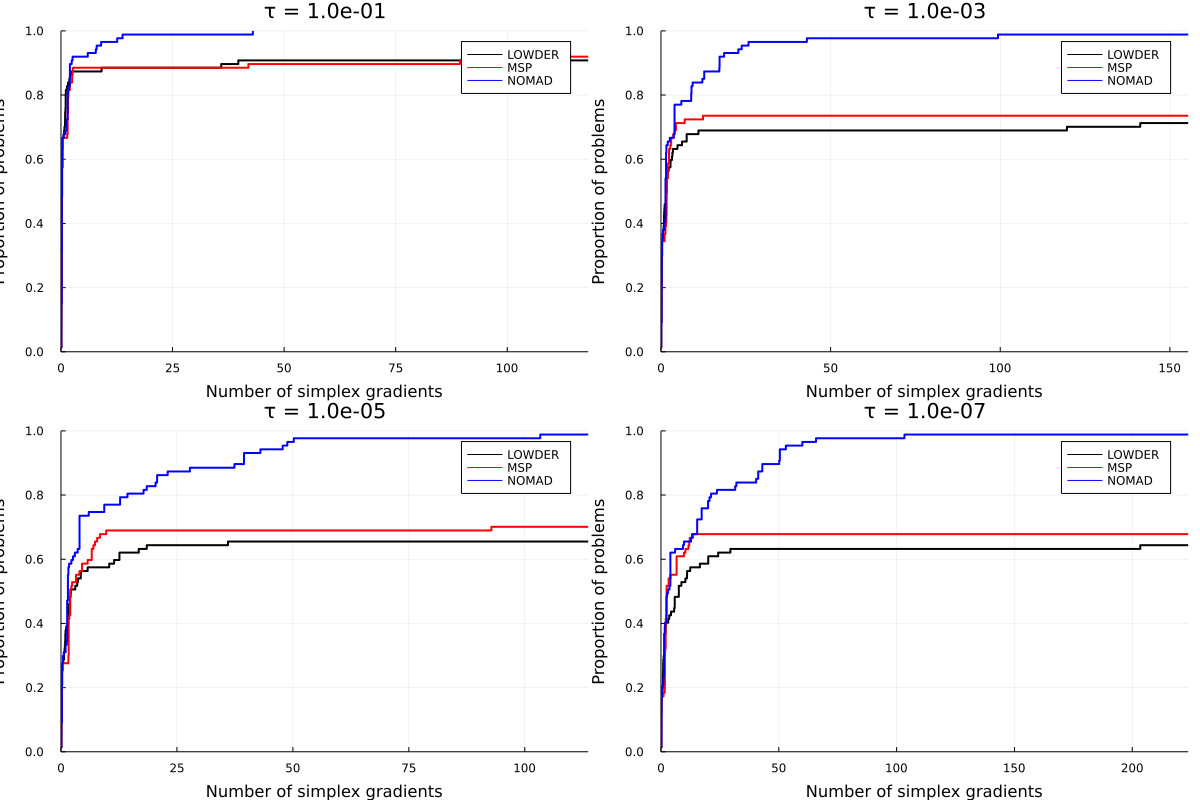 τ = 1.0e-01
1.0
0.8
0.6
0.4
0.2
0.0
0 25 50 75 100
Number of simplex gradients
Proportion of problems
LOWDER
MSP
NOMAD
τ = 1.0e-03
1.0
0.8
0.6
0.4
0.2
0.0
0 50 100 150
Number of simplex gradients
Proportion of problems
LOWDER
MSP
NOMAD
τ = 1.0e-05
1.0
0.8
0.6
0.4
0.2
0.0
0 25 50 75 100
Number of simplex gradients
Proportion of problems
LOWDER
MSP
NOMAD
τ = 1.0e-07
1.0
0.8
0.6
0.4
0.2
0.0
0 50 100 150 200
Number of simplex gradients
Proportion of problems
LOWDER
MSP
NOMAD